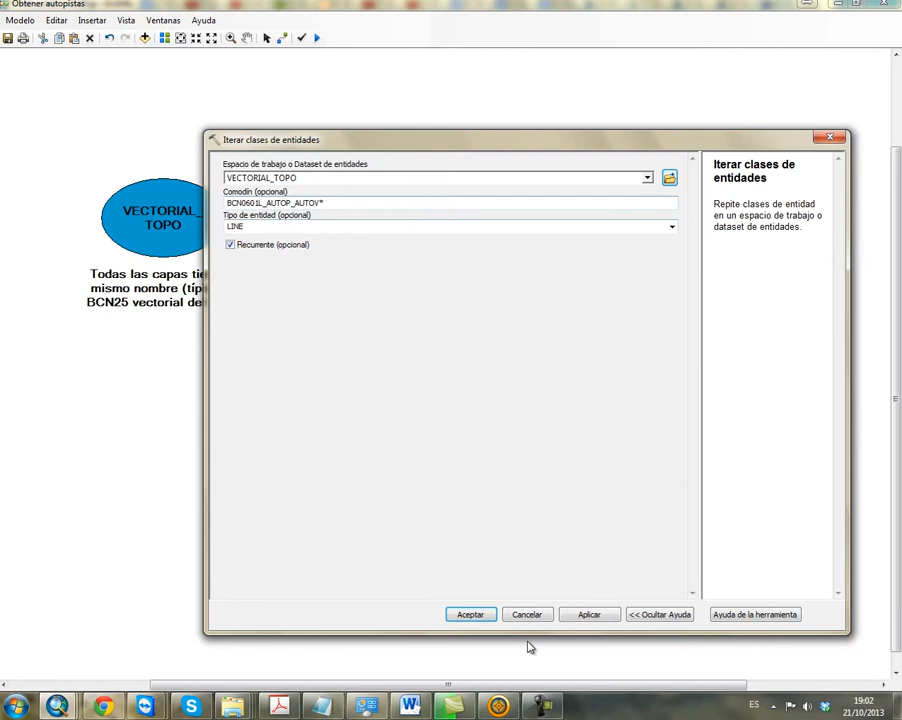 Obtener autopistas
Modelo Editar Insertar Vista Ventanas Ayuda
Iterar clases de entidades
Espacio de trabajo o Dataset de entidades
VECTORIAL_TOPO
Comodín (opcional)
BCN0601L_AUTOP_AUTOV*
Tipo de entidad (opcional)
LINE
Recurrente (opcional)
Iterar clases de
entidades
Repite clases de entidad
en un espacio de trabajo o
dataset de entidades.
VECTORIAL_
TOPO
Todas las capas
mismo nombre
BCN25 vectorial
Aceptar Cancelar Aplicar << Ocultar Ayuda Ayuda de la herramienta
ES 19:02
21/10/2013